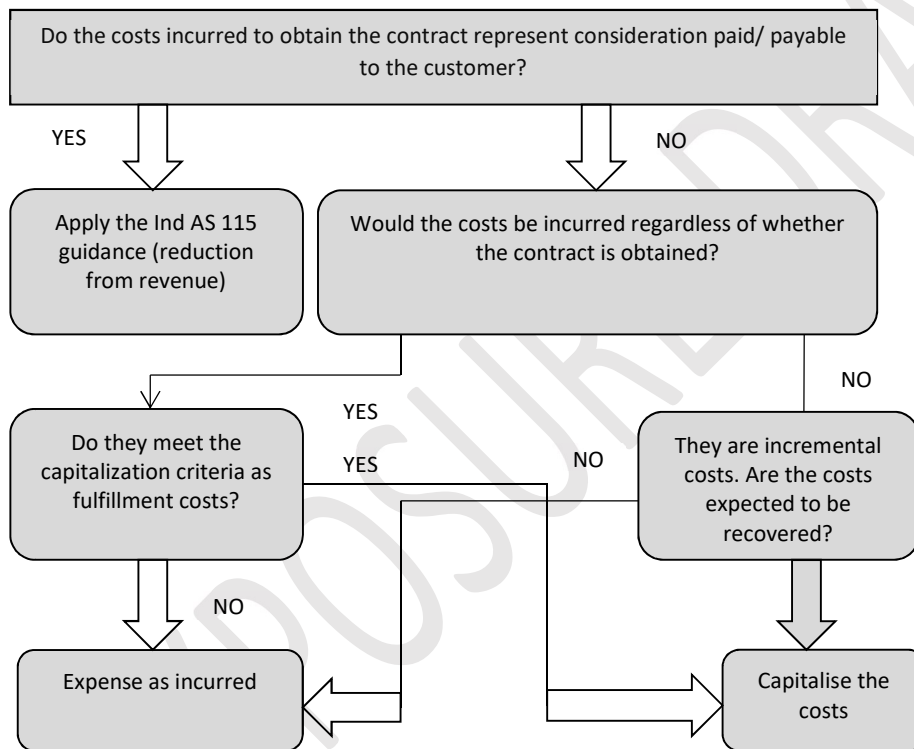 Do the costs incurred to obtain the contract represent consideration paid/ payable
to the customer?
YES
NO
Apply the Ind AS 115
guidance (reduction
from revenue)
Would the costs be incurred regardless of whether
the contract is obtained?
NO
YES
Do they meet the
capitalization criteria as
fulfillment costs?
YES
NO
They are incremental
costs. Are the costs
expected to be
recovered?
NO
Expense as incurred
Capitalise the
costs
EXPOSURE DRA